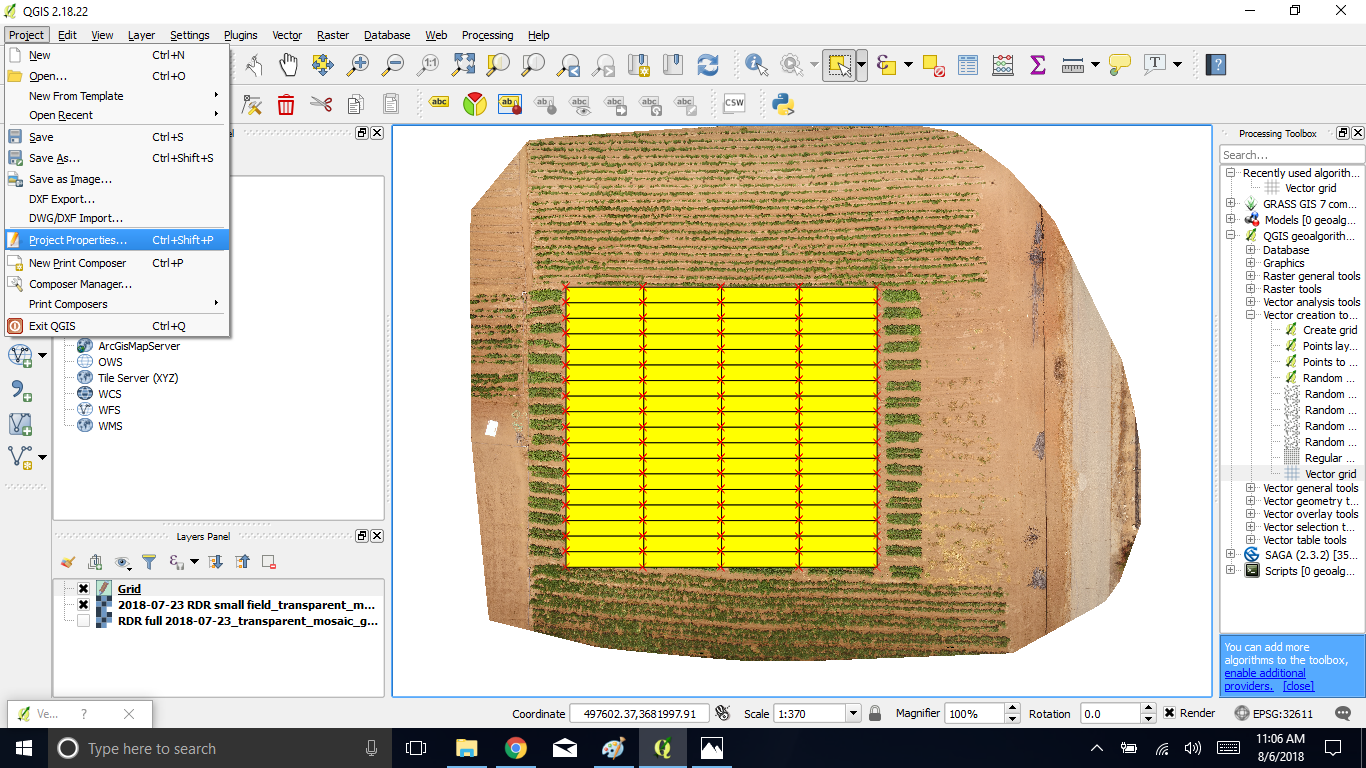 QGIS 2.18.22
Project Edit View Layer Settings Plugins Vector Raster Database Web Processing Help
New Ctrl+N
Open... Ctrl+O
New From Template
Open Recent
Save Ctrl+S
Save As... Ctrl+Shift+S
Save as Image...
DXF Export...
DWG/DXF Import...
Project Properties... Ctrl+Shift+P
New Print Composer Ctrl+P
Composer Manager...
Print Composers
Exit QGIS Ctrl+Q
1:1
T
?
abc
abc
ab
ab
abc
abc
abc
abc
CSW
ArcGisMapServer
OWS
Tile Server (XYZ)
WCS
WFS
WMS
Layers Panel
Grid
2018-07-23 RDR small field_transparent_m...
RDR full 2018-07-23_transparent_mosaic_g...
Processing Toolbox
Search...
Recently used algorith...
Vector grid
GRASS GIS 7 com...
Models [0 geoalg...
QGIS geoalgorith...
Database
Graphics
Raster general tools
Raster tools
Vector analysis tools
Vector creation to...
Create grid
Points lay...
Points to ...
Random ...
Random ...
Random ...
Random ...
Random ...
Regular ...
Vector grid
Vector general tools
Vector geometry t...
Vector overlay tools
Vector selection t...
Vector table tools
SAGA (2.3.2) [35...
Scripts [0 geoalg...
You can add more
algorithms to the toolbox,
enable additional
providers. [close]
Ve... ?
Coordinate 497602.37,3681997.91 Scale 1:370 Magnifier 100% Rotation 0.0 Render EPSG:32611
Type here to search
11:06 AM
8/6/2018